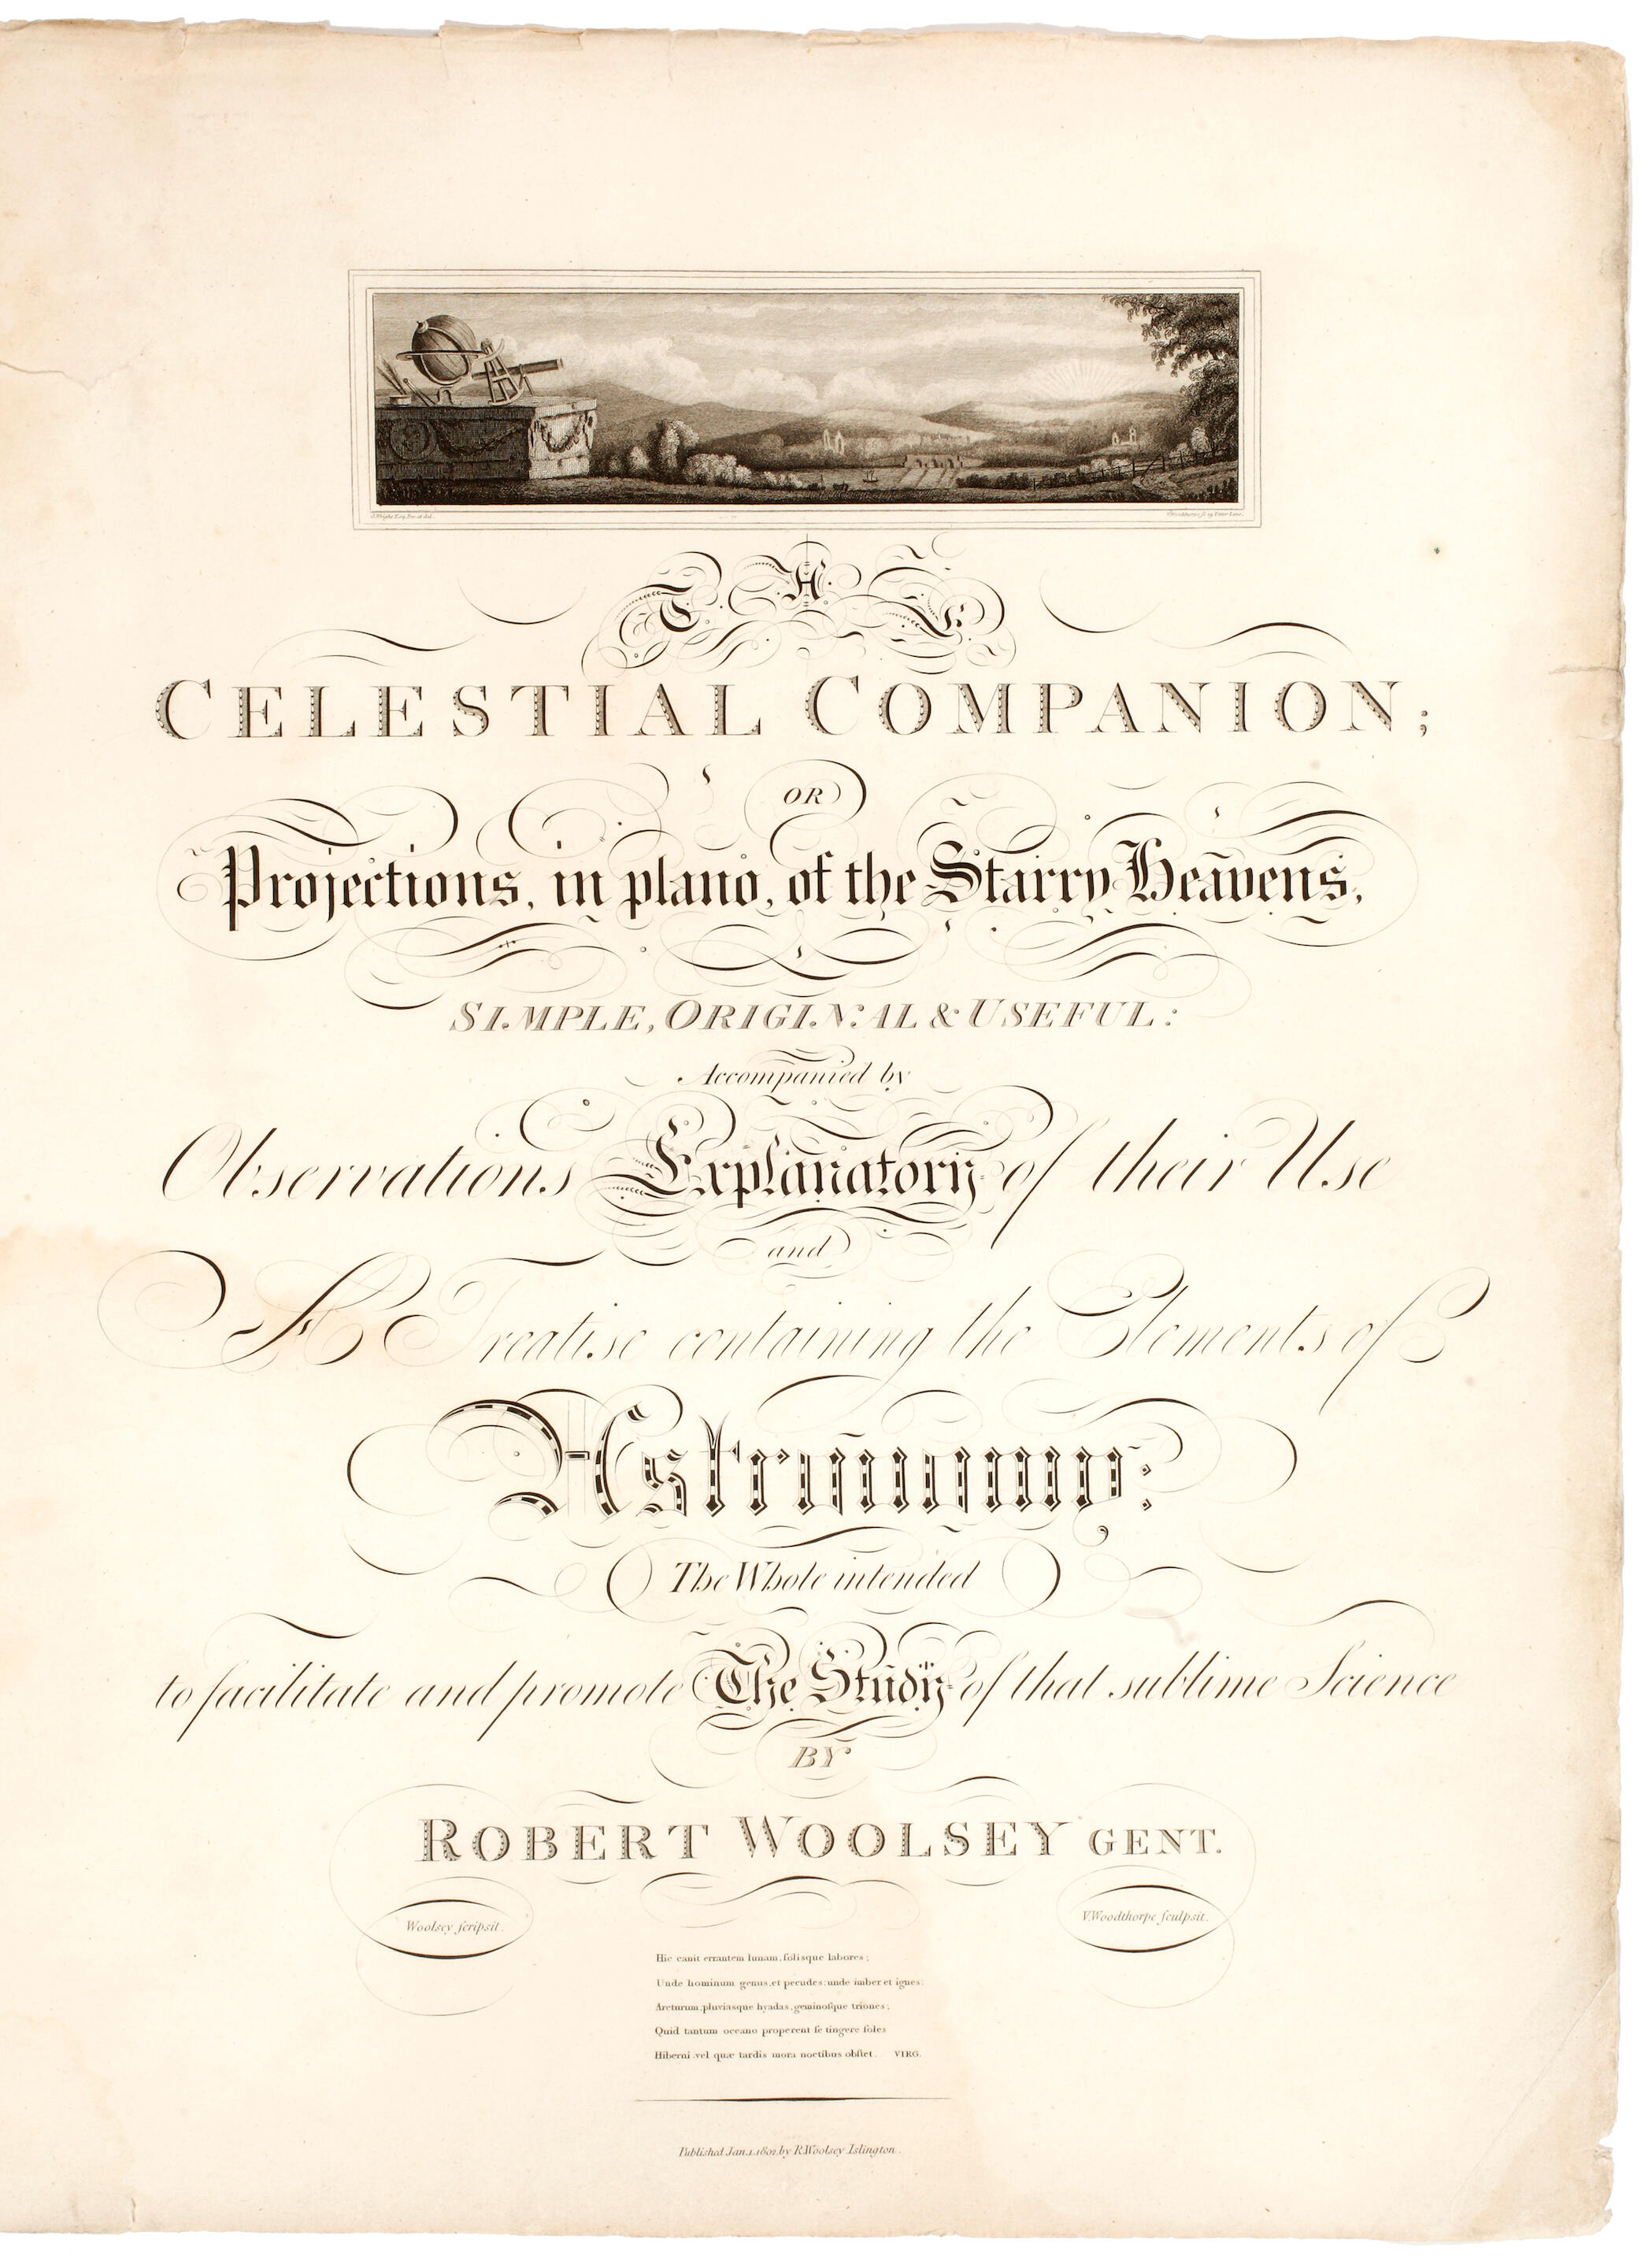 THE
CELESTIAL COMPANION;
OR
Projections, in plano, of the Starry Heavens,
SIMPLE, ORIGINAL & USEFUL:
Accompanied by
Observations Explanatory of their Use
and
A Treatise containing the Elements of
Astronomy:
The Whole intended
to facilitate and promote The Study of that sublime Science
BY
ROBERT WOOLSEY GENT.
Woolsey ſcripsit.
V. Woodthorpe ſculpsit.
Hic canit errantem lunam, ſolisque labores;
Unde hominum genus, et pecudes: unde imber et ignes:
Arcturum, pluviasque hyadas, geminoſque triones;
Quid tantum oceano properent ſe tingere ſoles
Hiberni vel quæ tardis mora noctibus obſtet. VIRG.
Published Jan. 1. 1802, by R. Woolsey Islington.